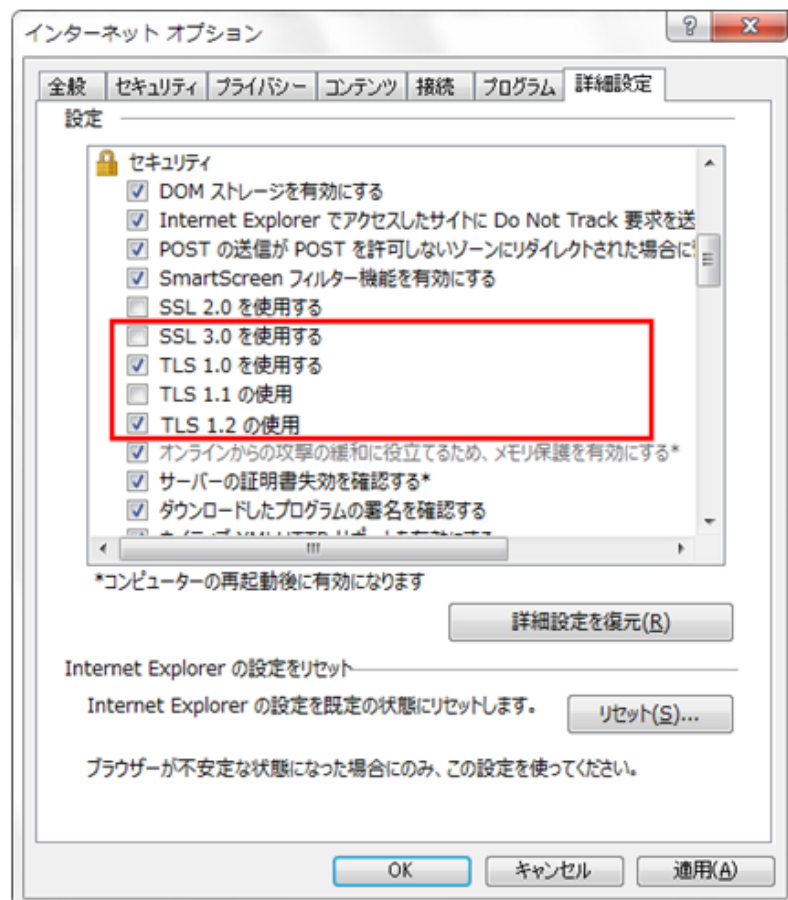 インターネット オプション
全般 セキュリティ プライバシー コンテンツ 接続 プログラム 詳細設定
設定
セキュリティ
DOM ストレージを有効にする
Internet Explorer でアクセスしたサイトに Do Not Track 要求を送
POST の送信が POST を許可しないゾーンにリダイレクトされた場合に
SmartScreen フィルター機能を有効にする
SSL 2.0 を使用する
SSL 3.0 を使用する
TLS 1.0 を使用する
TLS 1.1 の使用
TLS 1.2 の使用
オンラインからの攻撃の緩和に役立てるため、メモリ保護を有効にする*
サーバーの証明書失効を確認する*
ダウンロードしたプログラムの署名を確認する
*コンピューターの再起動後に有効になります
詳細設定を復元(R)
Internet Explorer の設定をリセット
Internet Explorer の設定を既定の状態にリセットします。
リセット(S)...
ブラウザーが不安定な状態になった場合にのみ、この設定を使ってください。
OK キャンセル 適用(A)